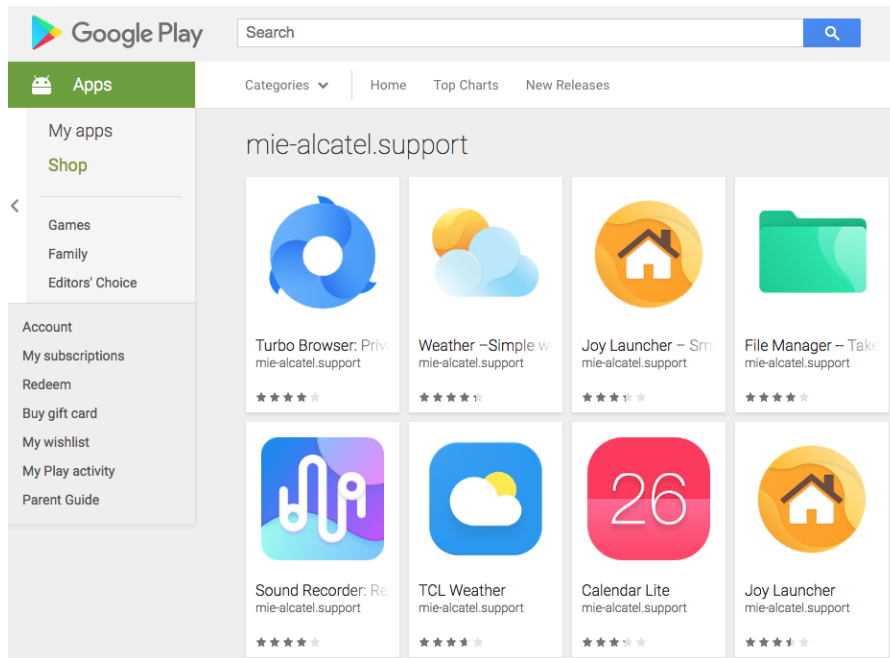 Google Play
Search
Apps
Categories
Home
Top Charts
New Releases
My apps
Shop
Games
Family
Editors' Choice
Account
My subscriptions
Redeem
Buy gift card
My wishlist
My Play activity
Parent Guide
mie-alcatel.support
Turbo Browser: Priv
mie-alcatel.support
Weather –Simple w
mie-alcatel.support
Joy Launcher – Sm
mie-alcatel.support
File Manager -- Take
mie-alcatel.support
Sound Recorder: Re
mie-alcatel.support
TCL Weather
mie-alcatel.support
26
Calendar Lite
mie-alcatel.support
Joy Launcher
mie-alcatel.support